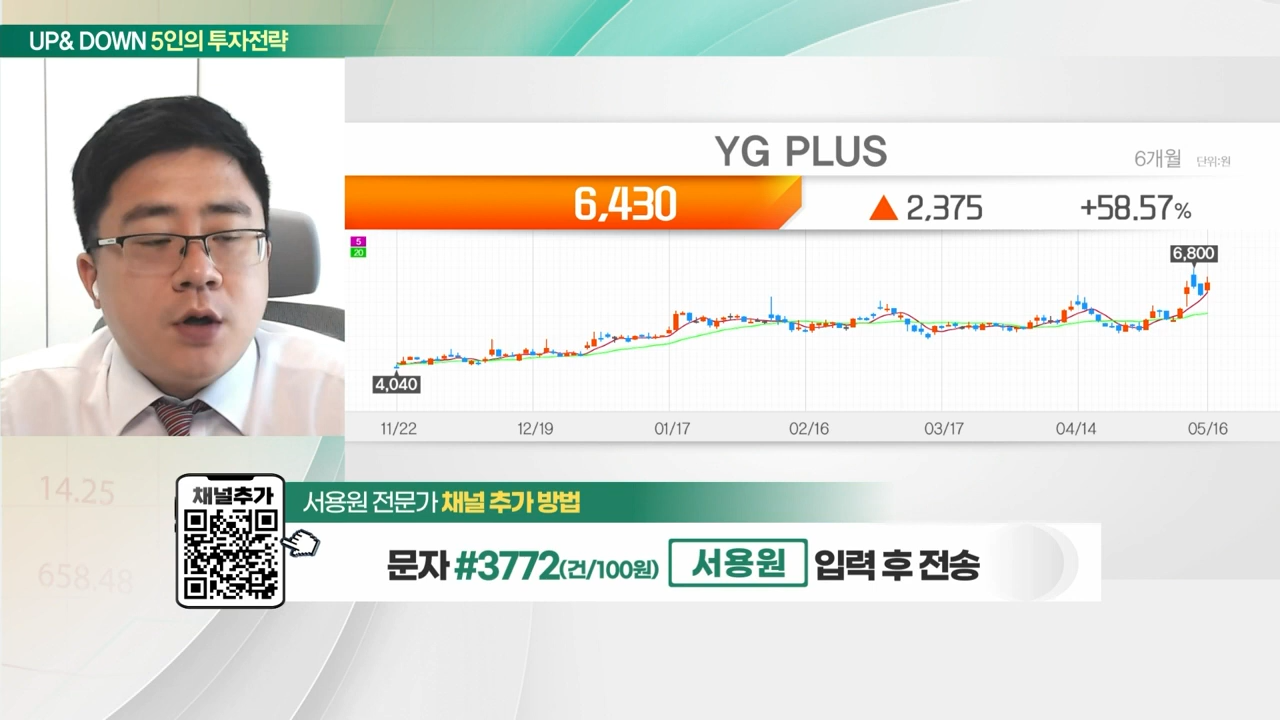 UP& DOWN 5인의 투자전략
YG PLUS
6개월 단위:원
6,430 ▲ 2,375 +58.57%
5
20
6,800
4,040
11/22 12/19 01/17 02/16 03/17 04/14 05/16
14.25
658.48
채널추가
서용원 전문가 채널 추가 방법
문자 #3772(건/100원) 서용원 입력 후 전송